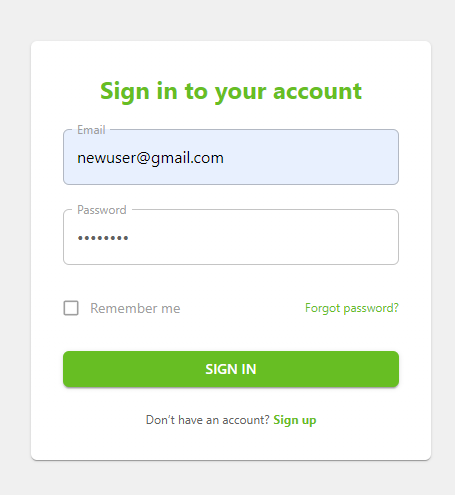 Sign in to your account
Email
newuser@gmail.com
Password
••••••••
Remember me
Forgot password?
SIGN IN
Don't have an account? Sign up